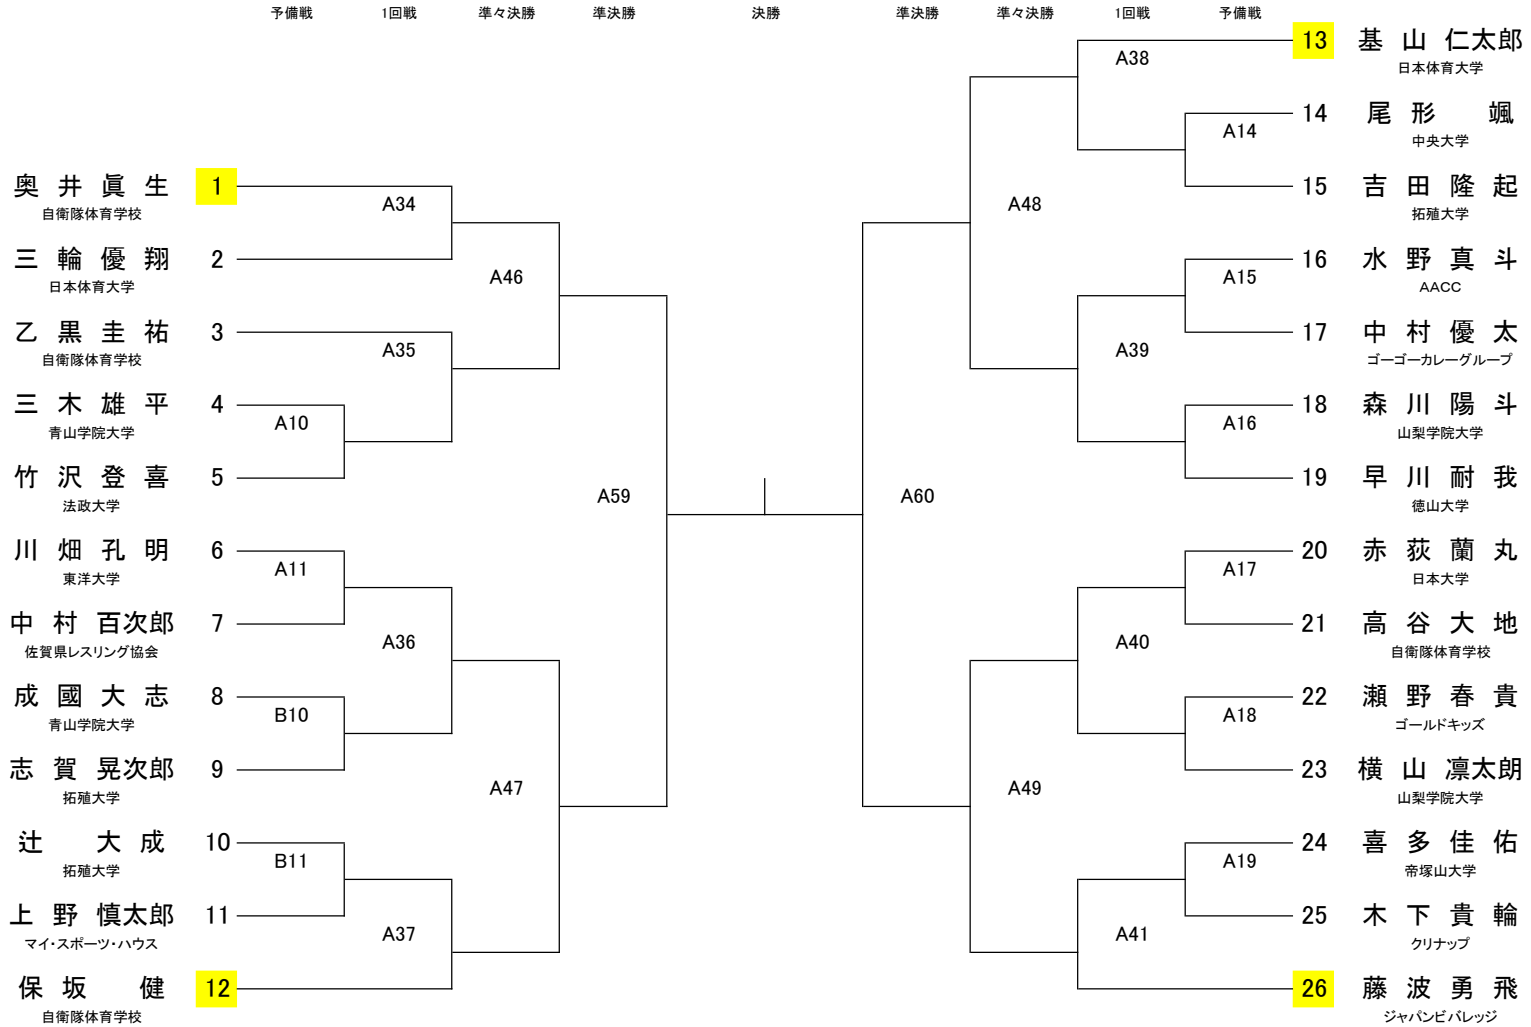 予備戦 1回戦 準々決勝 準決勝 決勝 準決勝 準々決勝 1回戦 予備戦
奥井眞生 1
自衛隊体育学校
A34
三輪優翔 2
日本体育大学
A46
乙黒圭祐 3
自衛隊体育学校
A35
三木雄平 4
青山学院大学
A10
竹沢登喜 5
法政大学
A59
川畑孔明 6
東洋大学
A11
中村百次郎 7
佐賀県レスリング協会
A36
成國大志 8
青山学院大学
B10
志賀晃次郎 9
拓殖大学
A47
辻大成 10
拓殖大学
B11
上野慎太郎 11
マイ・スポーツ・ハウス
A37
保坂健 12
自衛隊体育学校
13 基山仁太郎
日本体育大学
A38
14 尾形颯
中央大学
A14
15 吉田隆起
拓殖大学
A48
16 水野真斗
AACC
A15
17 中村優太
ゴーゴーカレーグループ
A39
18 森川陽斗
山梨学院大学
A16
19 早川耐我
徳山大学
A60
20 赤荻蘭丸
日本大学
A17
21 高谷大地
自衛隊体育学校
A40
22 瀬野春貴
ゴールドキッズ
A18
23 横山凛太朗
山梨学院大学
A49
24 喜多佳佑
帝塚山大学
A19
25 木下貴輪
クリナップ
A41
26 藤波勇飛
ジャパンビバレッジ